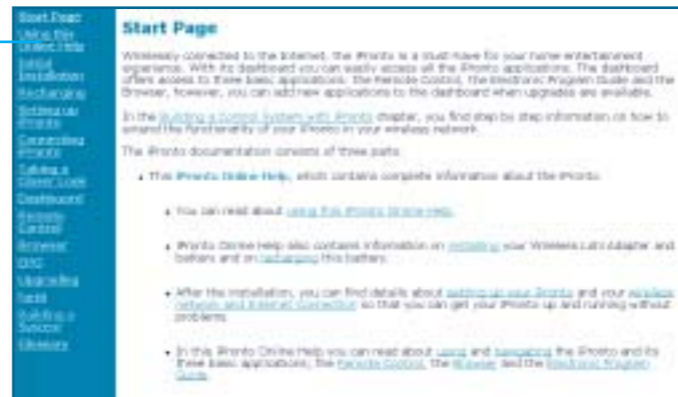 Start Page
Using this
Online Help
Initial
Installation
Recharging
Setting up
iPronto
Connecting
iPronto
Taking a
Closer Look
Dashboard
Remote
Control
Browser
EPG
Upgrading
Building a
System
Glossary
Start Page
Wirelessly connected to the Internet, the iPronto is a must-have for your home entertainment
experience. With its dashboard you can easily access all the iPronto applications. The dashboard
offers access to three basic applications: the Remote Control, the Electronic Program Guide and the
Browser, however, you can add new applications to the dashboard when upgrades are available.
In the Building a Control System with iPronto chapter, you find step by step information on how to
extend the functionality of your iPronto in your wireless network.
The iPronto documentation consists of three parts:
• This iPronto Online Help, which contains complete information about the iPronto.
• You can read about using this iPronto Online Help.
• iPronto Online Help also contains information on installing your Wireless LAN Adapter and
battery and on recharging this battery.
• After the installation, you can find details about setting up your iPronto and your wireless
network and Internet Connection so that you can get your iPronto up and running without
problems.
• In this iPronto Online Help you can read about using and navigating the iPronto and its
three basic applications, the Remote Control, the Browser and the Electronic Program
Guide.